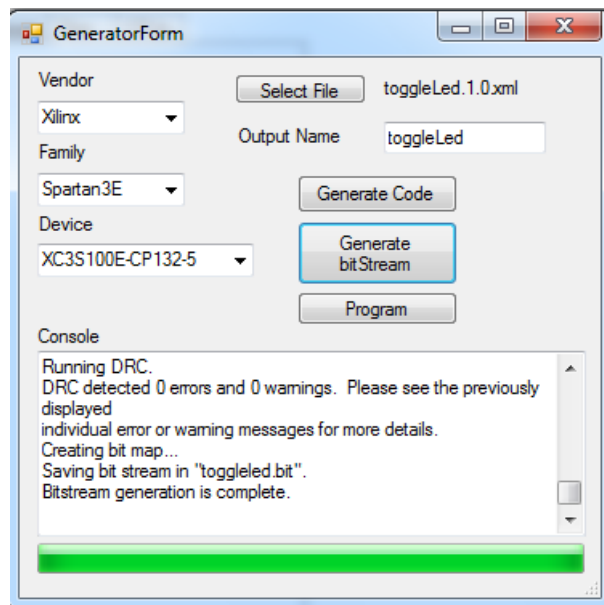 GeneratorForm
Vendor
Select File
toggleLed.1.0.xml
Xilinx
Output Name
toggleLed
Family
Spartan3E
Generate Code
Device
XC3S100E-CP132-5
Generate
bitStream
Program
Console
Running DRC.
DRC detected 0 errors and 0 warnings.  Please see the previously
displayed
individual error or warning messages for more details.
Creating bit map...
Saving bit stream in "toggleled.bit".
Bitstream generation is complete.